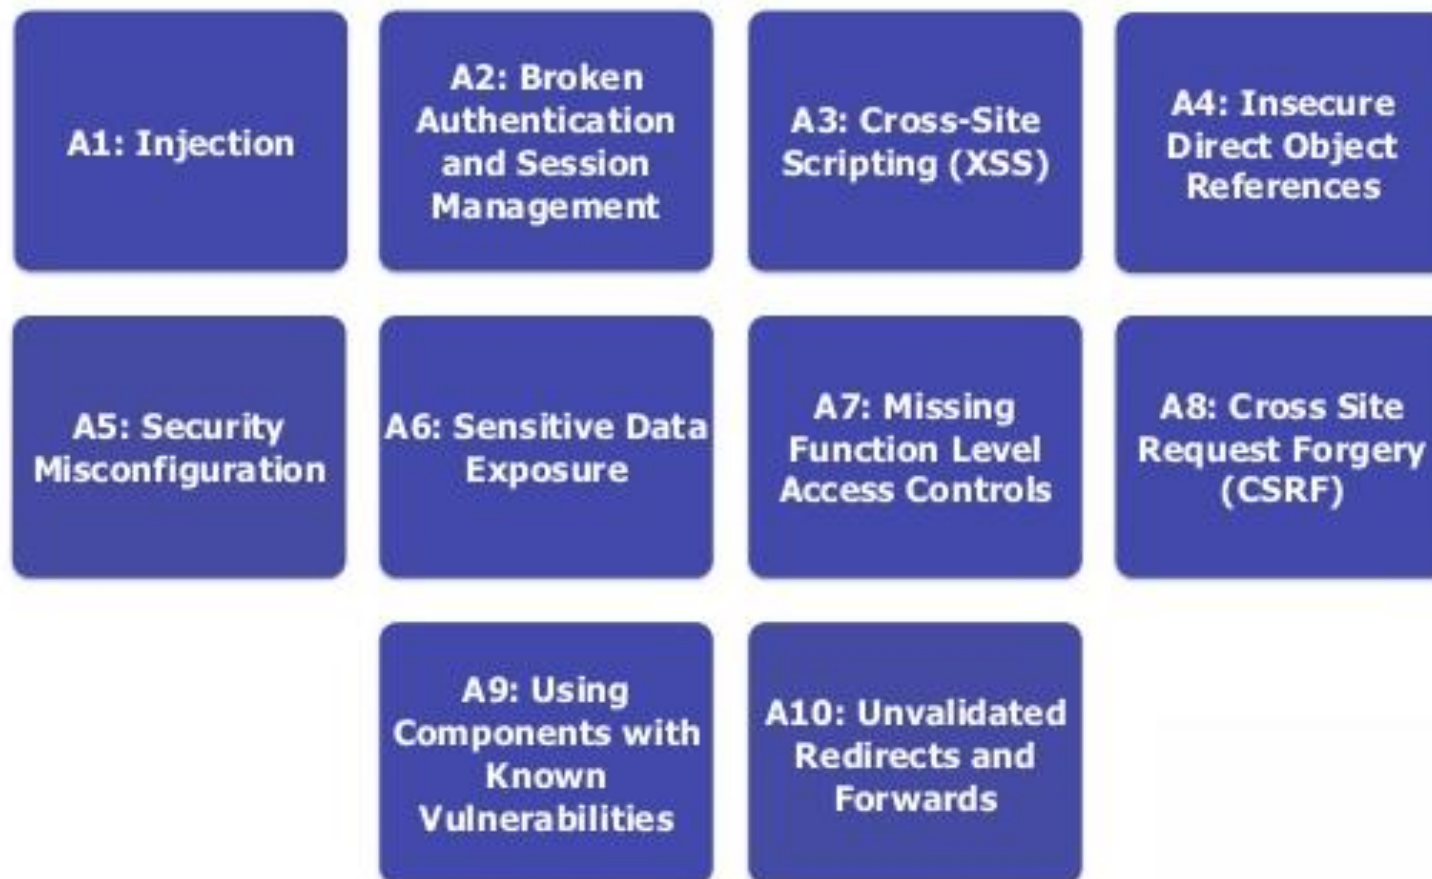 A1: Injection
A2: Broken
Authentication
and Session
Management
A3: Cross-Site
Scripting (XSS)
A4: Insecure
Direct Object
References
A5: Security
Misconfiguration
A6: Sensitive Data
Exposure
A7: Missing
Function Level
Access Controls
A8: Cross Site
Request Forgery
(CSRF)
A9: Using
Components with
Known
Vulnerabilities
A10: Unvalidated
Redirects and
Forwards